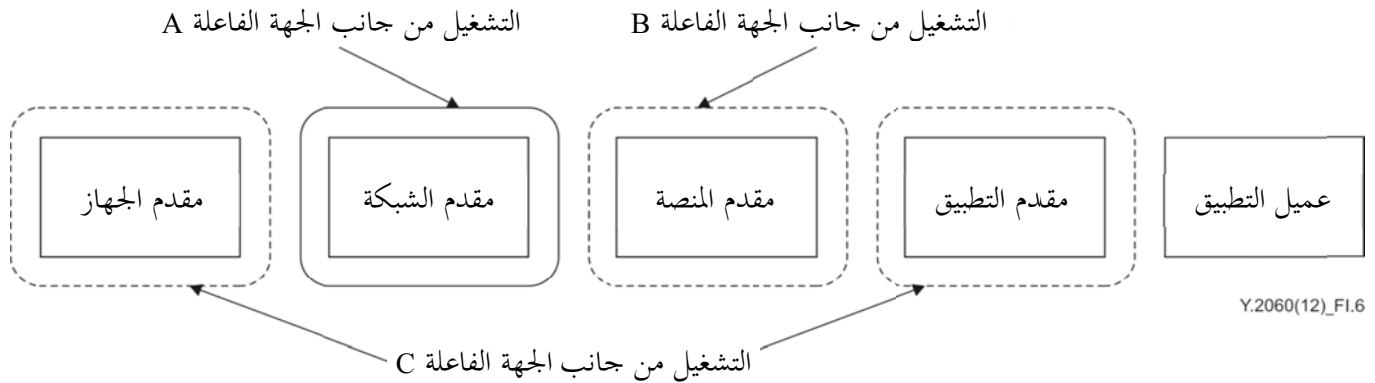 التشغيل من جانب الجهة الفاعلة B
التشغيل من جانب الجهة الفاعلة A
عميل التطبيق
مقدم التطبيق
مقدم المنصة
مقدم الشبكة
مقدم الجهاز
Y.2060(12)_FI.6
التشغيل من جانب الجهة الفاعلة C